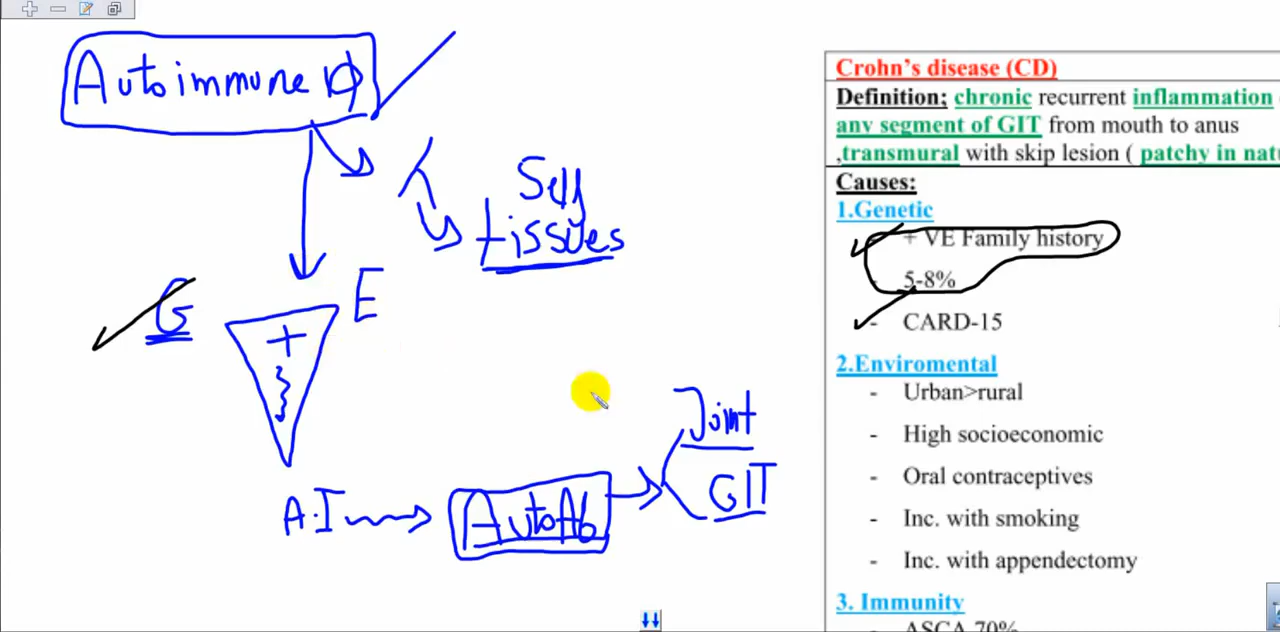 Autoimmune
Self
tissues
G
E
+
A.I
AutoAb
Joint
GIT
Crohn's disease (CD)
Definition; chronic recurrent inflammation
any segment of GIT from mouth to anus
,transmural with skip lesion ( patchy in
Causes:
1.Genetic
+ VE Family history
5-8%
- CARD-15
2.Enviromental
- Urban>rural
- High socioeconomic
- Oral contraceptives
- Inc. with smoking
- Inc. with appendectomy
3. Immunity
ASCA 70%